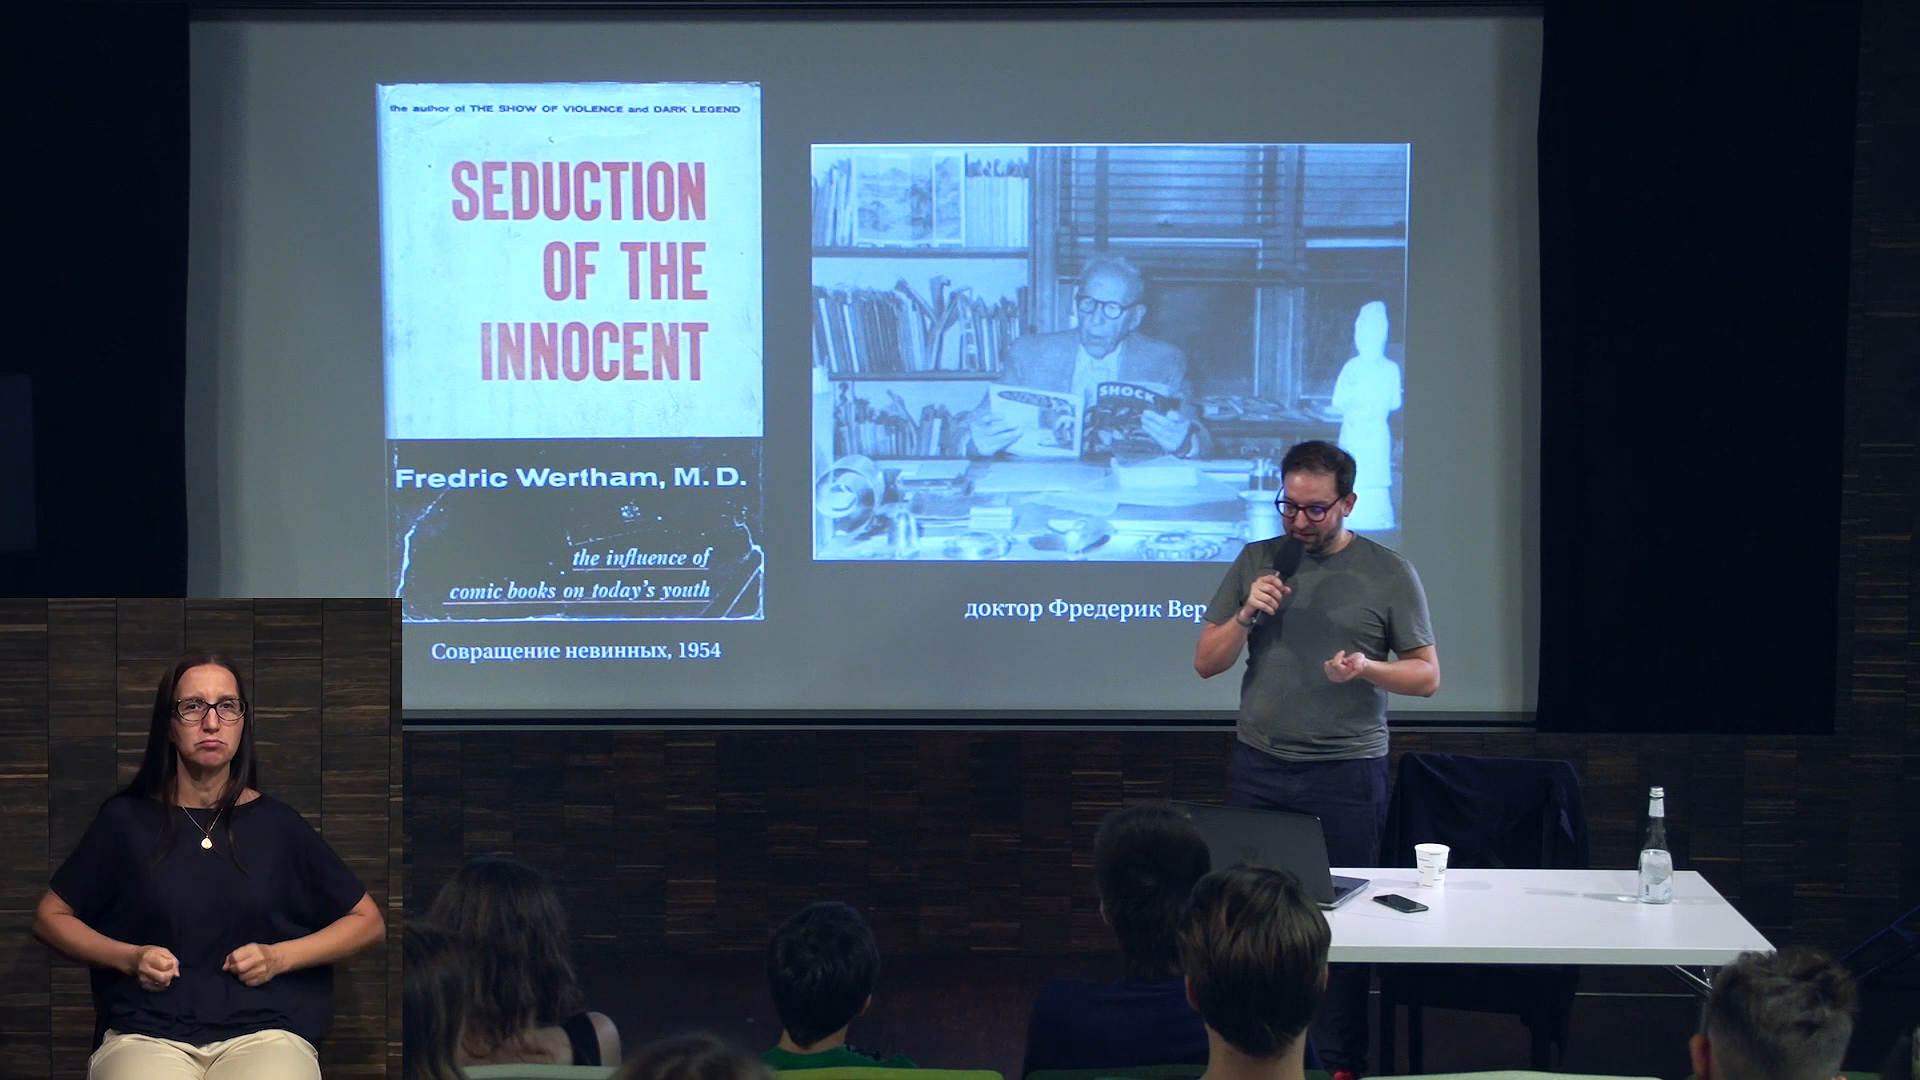 the author of THE SHOW OF VIOLENCE and DARK LEGEND
SEDUCTION
OF THE
INNOCENT
Fredric Wertham, M. D.
the influence of
comic books on today's youth
Совращение невинных, 1954
SHOCK
доктор Фредерик Вер